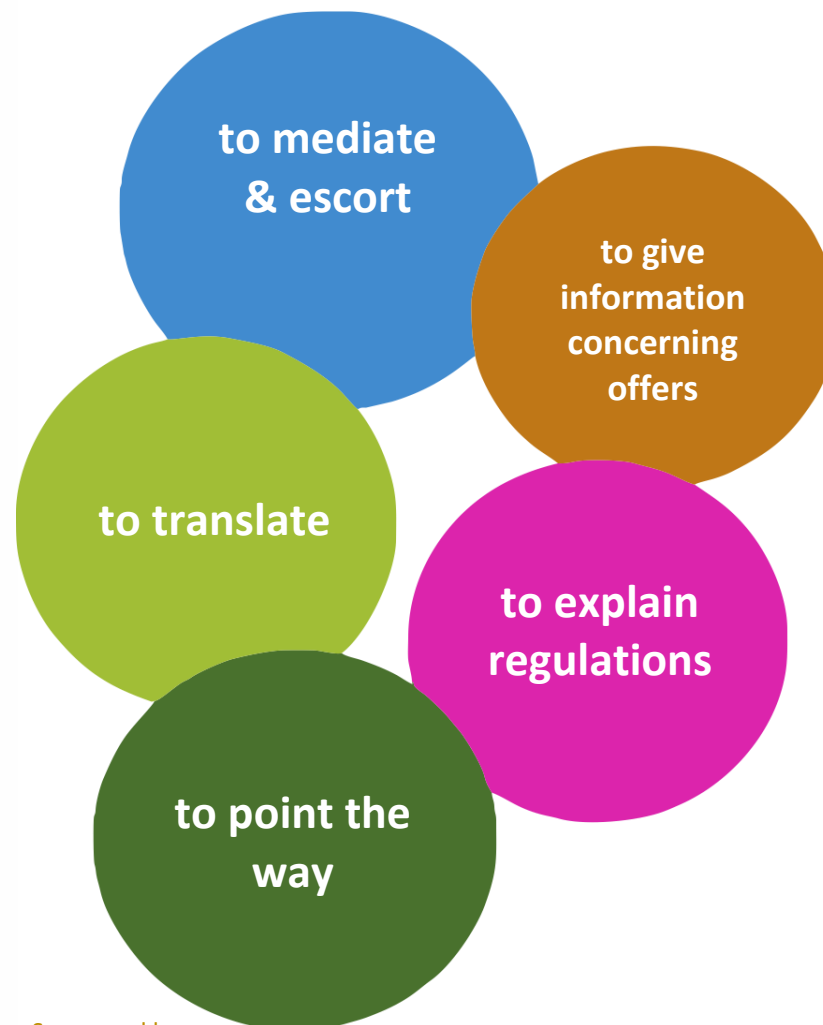 to mediate
& escort
to give
information
concerning
offers
to translate
to explain
regulations
to point the
way